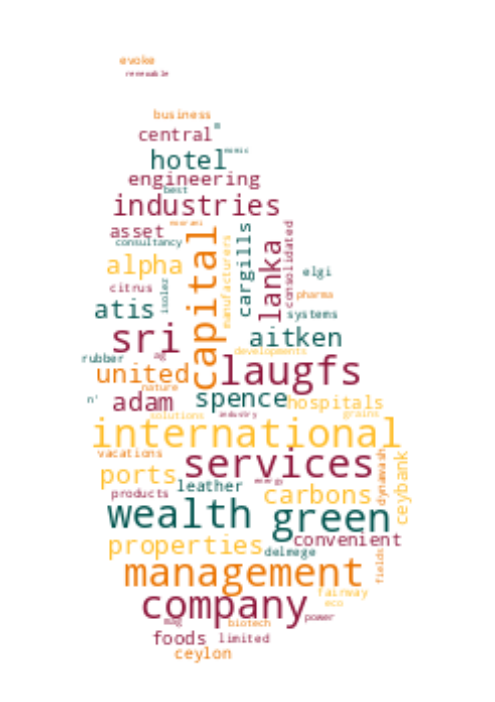 evoke
renewable
business
central
hotel
engineering
best
industries
asset
consultancy
capital
manufacturers
cargills
lanka
consolidated
alpha
citrus
isolez
elgi
pharma
atis
systems
sri
aitken
developments
rubber
ag
laugfs
united
nature
n'
adam
spence
hospitals
solutions
industry
grains
international
vacations
services
ports
leather
energy
dynawash
ceybank
products
carbons
wealth
green
convenient
properties
delmege
fields
management
fairway
eco
company
power
mag
biotech
foods
limited
ceylon